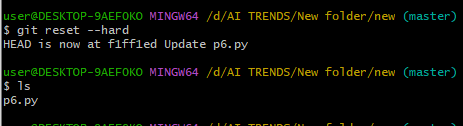 user@DESKTOP-9AEFOKO MINGW64 /d/AI TRENDS/New folder/new (master)
$ git reset --hard
HEAD is now at f1ff1ed Update p6.py
user@DESKTOP-9AEFOKO MINGW64 /d/AI TRENDS/New folder/new (master)
$ ls
p6.py